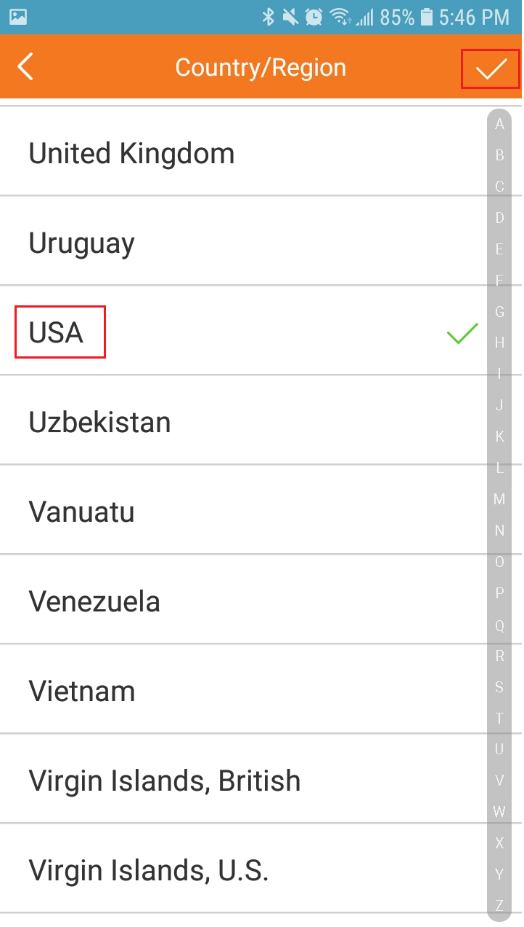 85% 5:46 PM
Country/Region
United Kingdom
Uruguay
USA
Uzbekistan
Vanuatu
Venezuela
Vietnam
Virgin Islands, British
Virgin Islands, U.S.
A
B
C
D
E
F
G
H
I
J
K
L
M
N
O
P
Q
R
S
T
U
V
W
X
Y
Z